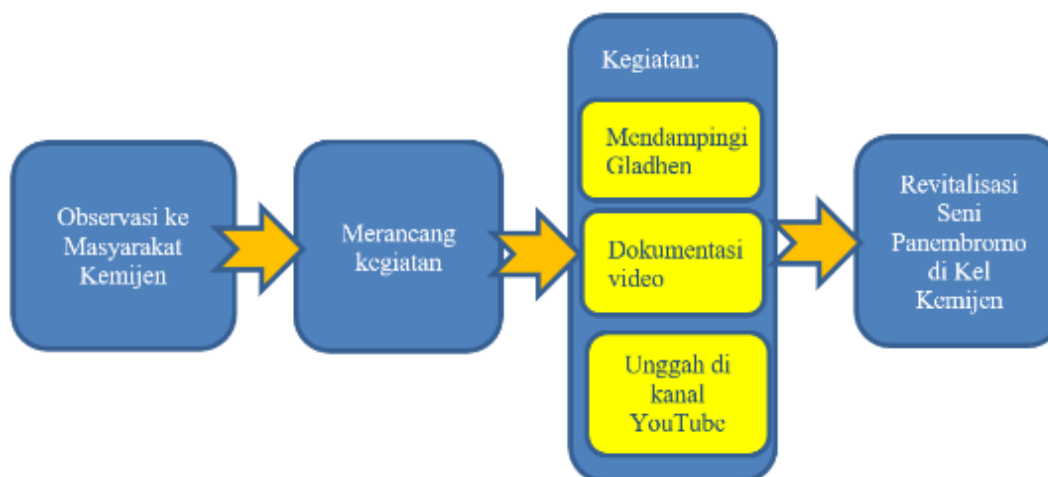 Observasi ke
Masyarakat
Kemijen
Merancang
kegiatan
Kegiatan:
Mendampingi
Gladhen
Dokumentasi
video
Unggah di
kanal
YouTube
Revitalisasi
Seni
Panembromo
di Kel
Kemijen